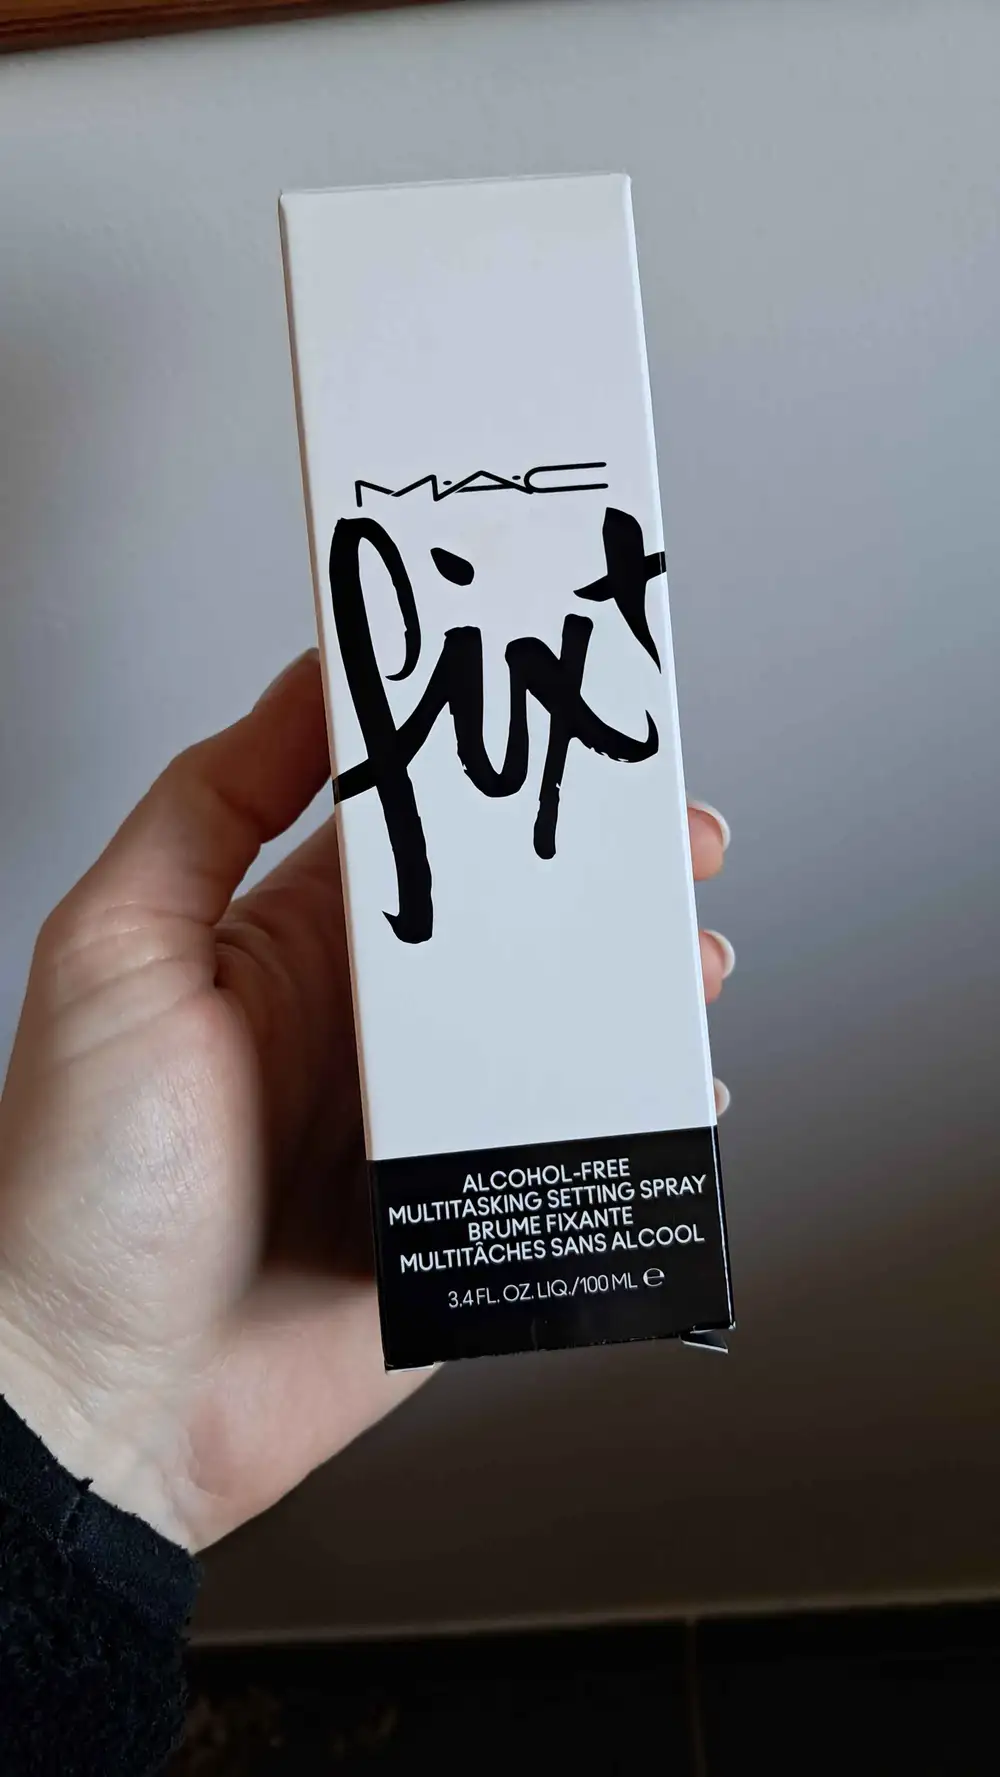 M·A·C
fix+
ALCOHOL-FREE
MULTITASKING SETTING SPRAY
BRUME FIXANTE
MULTITÂCHES SANS ALCOOL
3.4 FL. OZ. LIQ./100 ML ℮